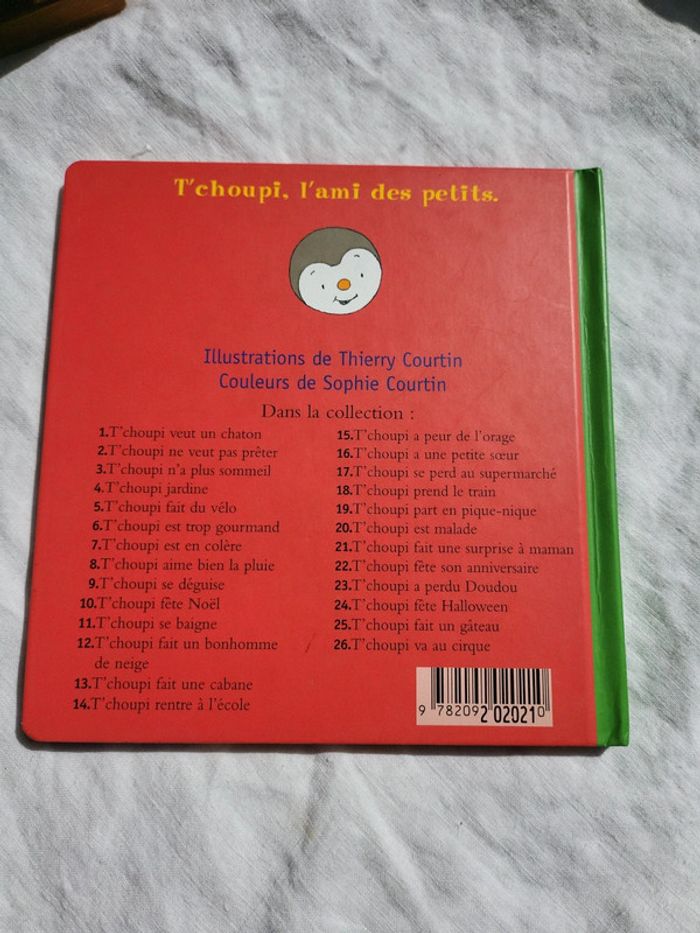 T'choupi, l'ami des petits.
Illustrations de Thierry Courtin
Couleurs de Sophie Courtin
Dans la collection :
1.T'choupi veut un chaton
2.T'choupi ne veut pas prêter
3.T'choupi n'a plus sommeil
4.T'choupi jardine
5.T'choupi fait du vélo
6.T'choupi est trop gourmand
7.T'choupi est en colère
8.T'choupi aime bien la pluie
9.T'choupi se déguise
10.T'choupi fête Noël
11.T'choupi se baigne
12.T'choupi fait un bonhomme
de neige
13.T'choupi fait une cabane
14.T'choupi rentre à l'école
15.T'choupi a peur de l'orage
16.T'choupi a une petite sœur
17.T'choupi se perd au supermarché
18.T'choupi prend le train
19.T'choupi part en pique-nique
20.T'choupi est malade
21.T'choupi fait une surprise à maman
22.T'choupi fête son anniversaire
23.T'choupi a perdu Doudou
24.T'choupi fête Halloween
25.T'choupi fait un gâteau
26.T'choupi va au cirque
9 782092 020210